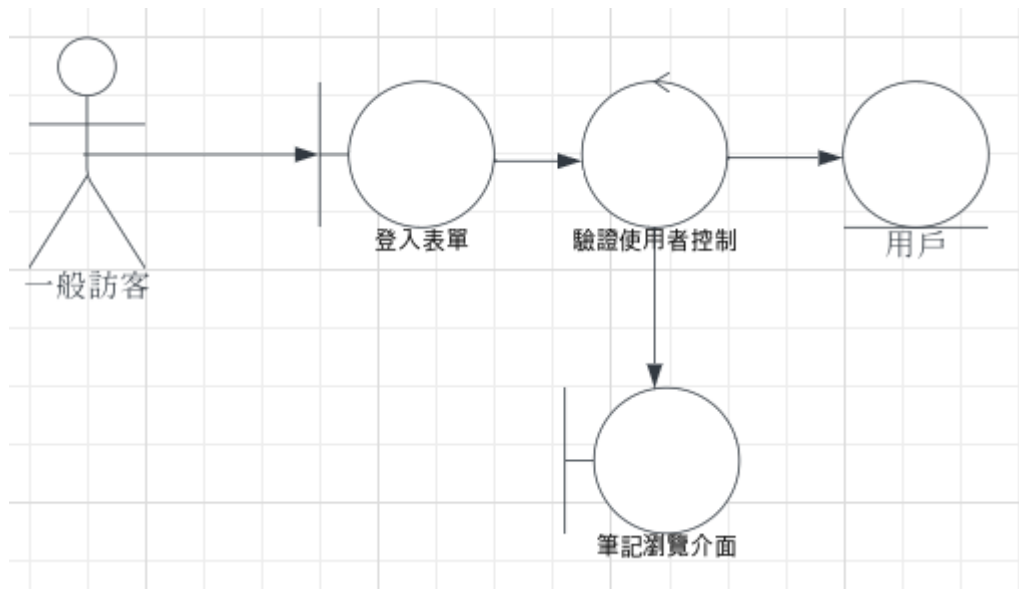 登入表單
驗證使用者控制
用戶
一般訪客
筆記瀏覽介面